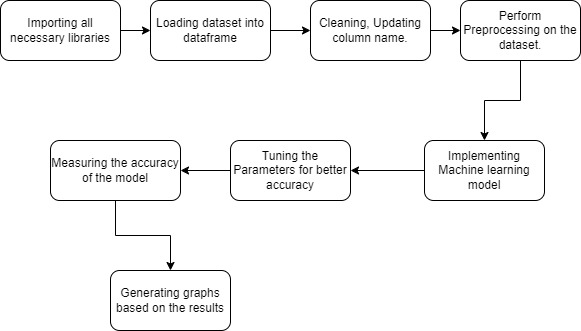 Importing all
necessary libraries
Loading dataset into
dataframe
Cleaning, Updating
column name.
Perform
Preprocessing on the
dataset.
Implementing
Machine learning
model
Tuning the
Parameters for better
accuracy
Measuring the accuracy
of the model
Generating graphs
based on the results